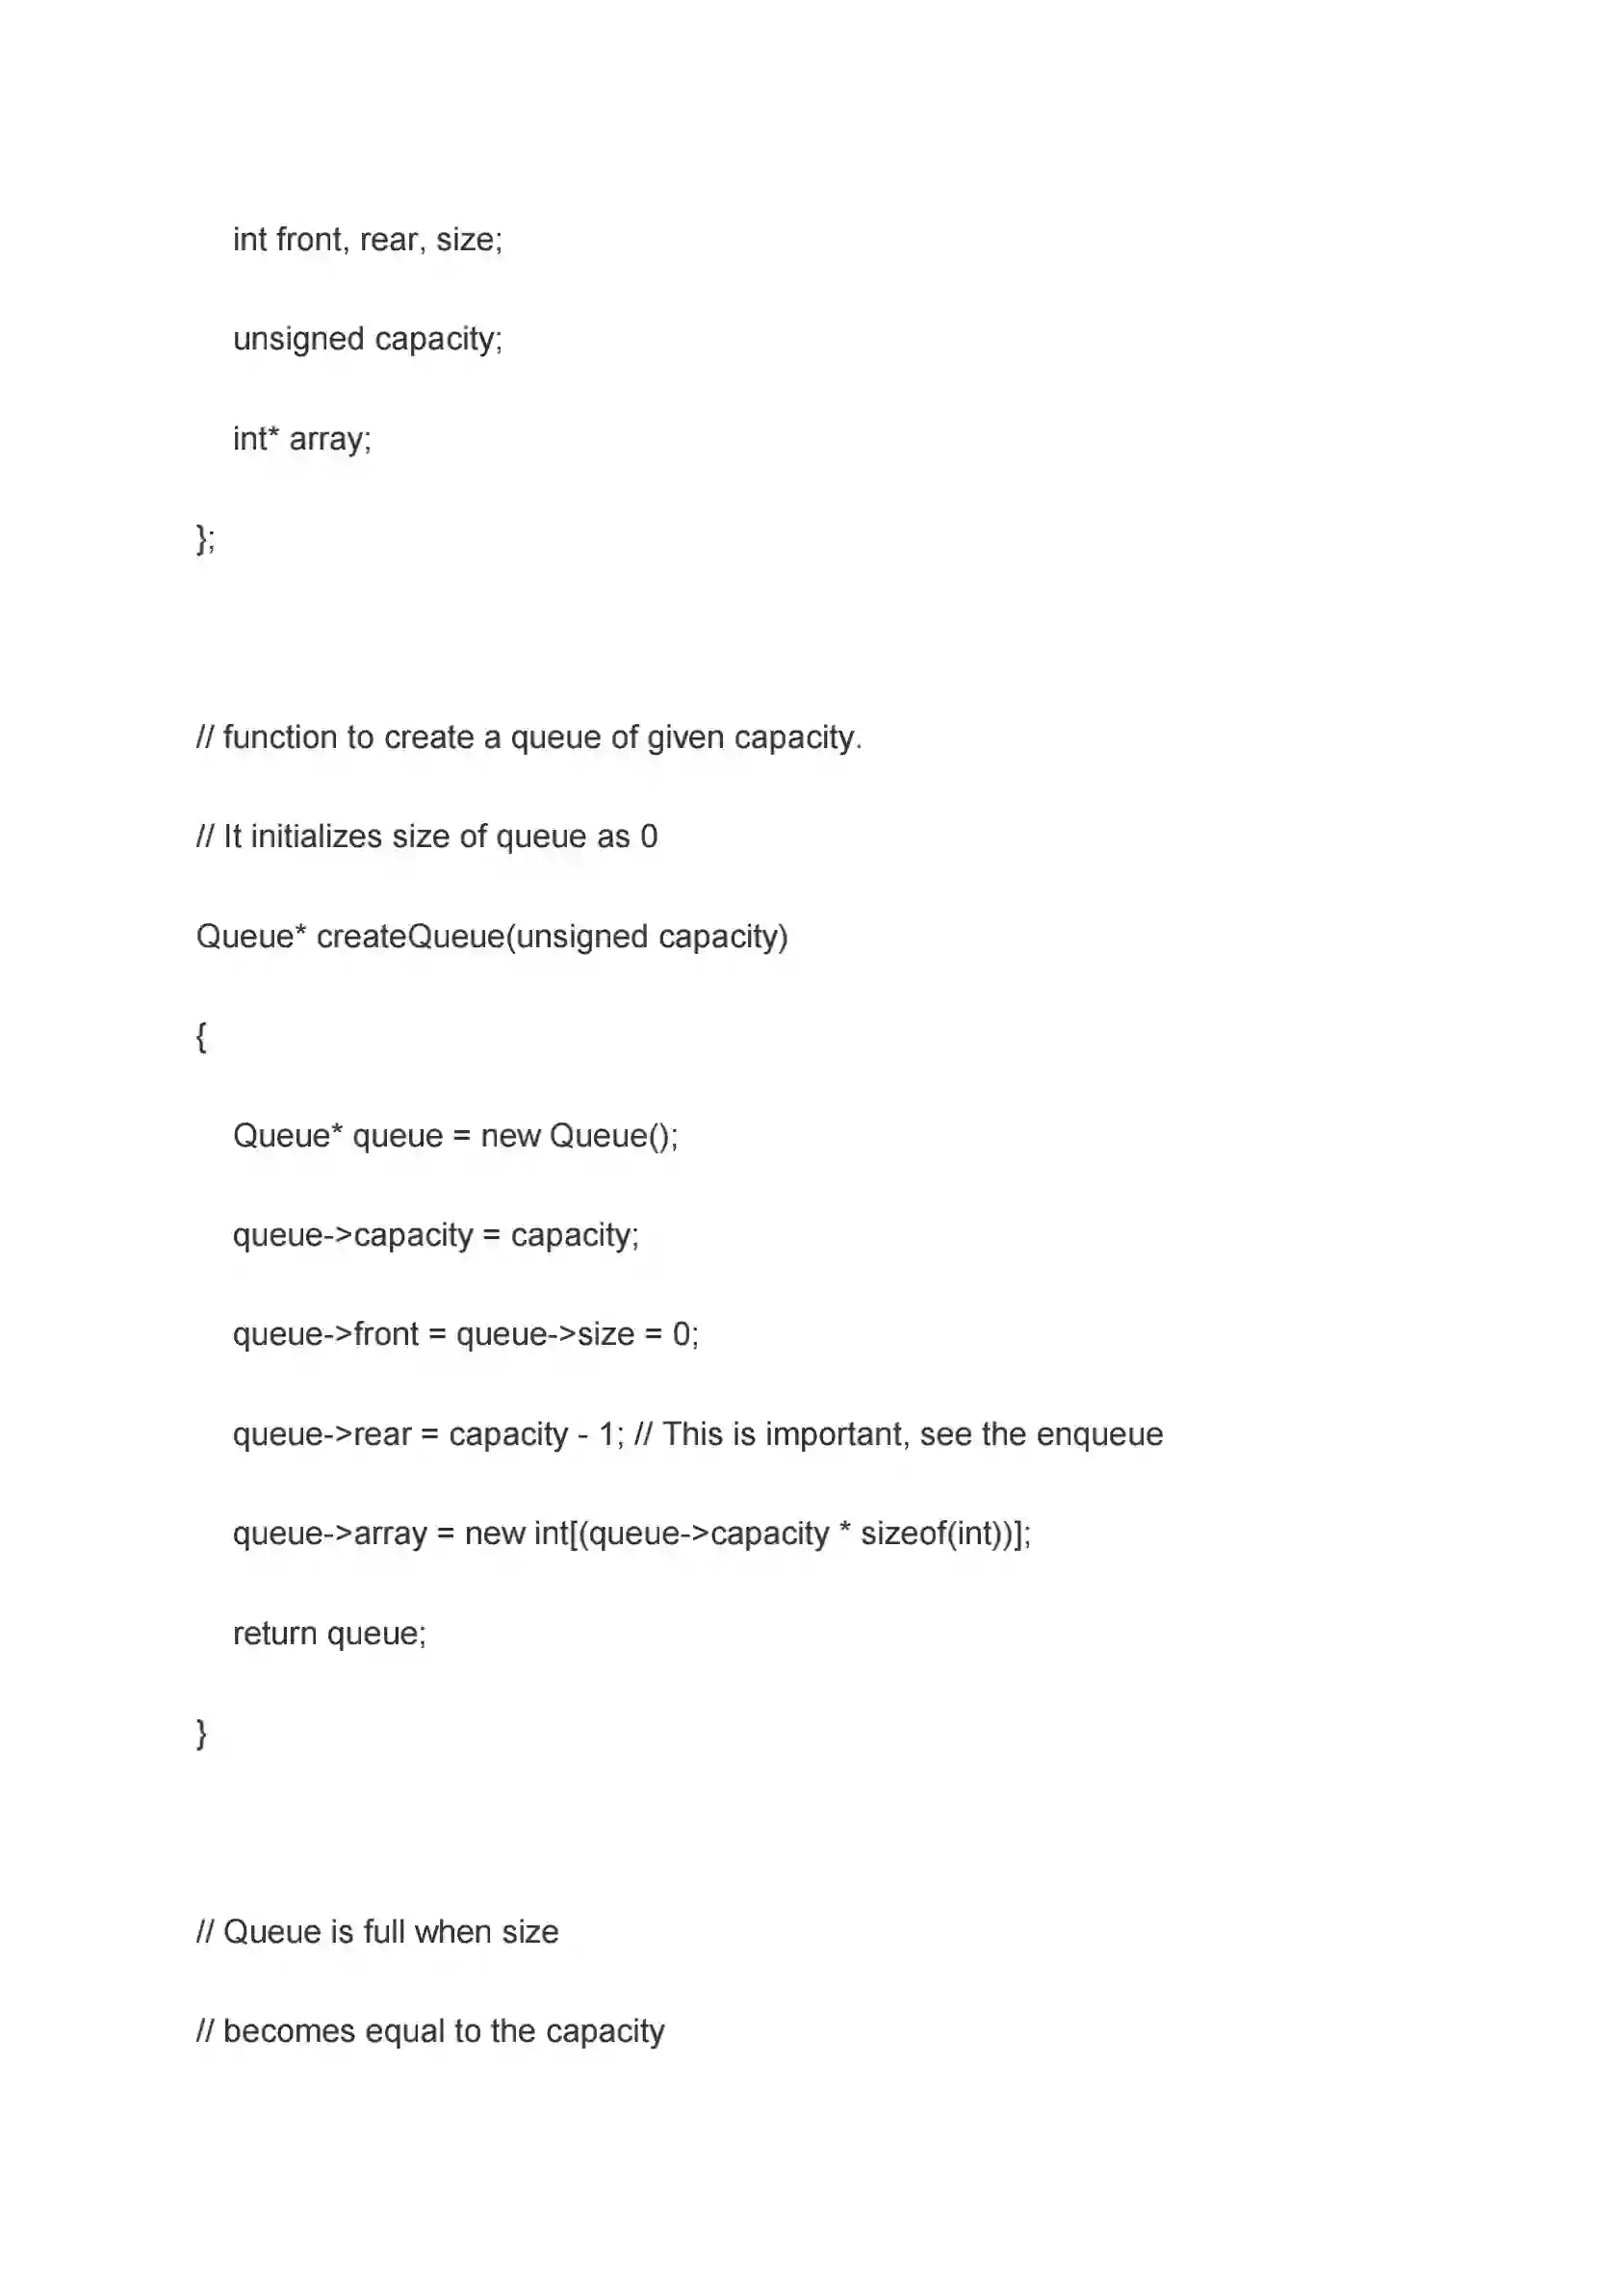 int front, rear, size;
unsigned capacity;
int* array;
};
// function to create a queue of given capacity.
// It initializes size of queue as 0
Queue* createQueue(unsigned capacity)
{
Queue* queue = new Queue();
queue->capacity = capacity;
queue->front = queue->size = 0;
queue->rear = capacity - 1; // This is important, see the enqueue
queue->array = new int[(queue->capacity * sizeof(int))];
return queue;
}
// Queue is full when size
// becomes equal to the capacity